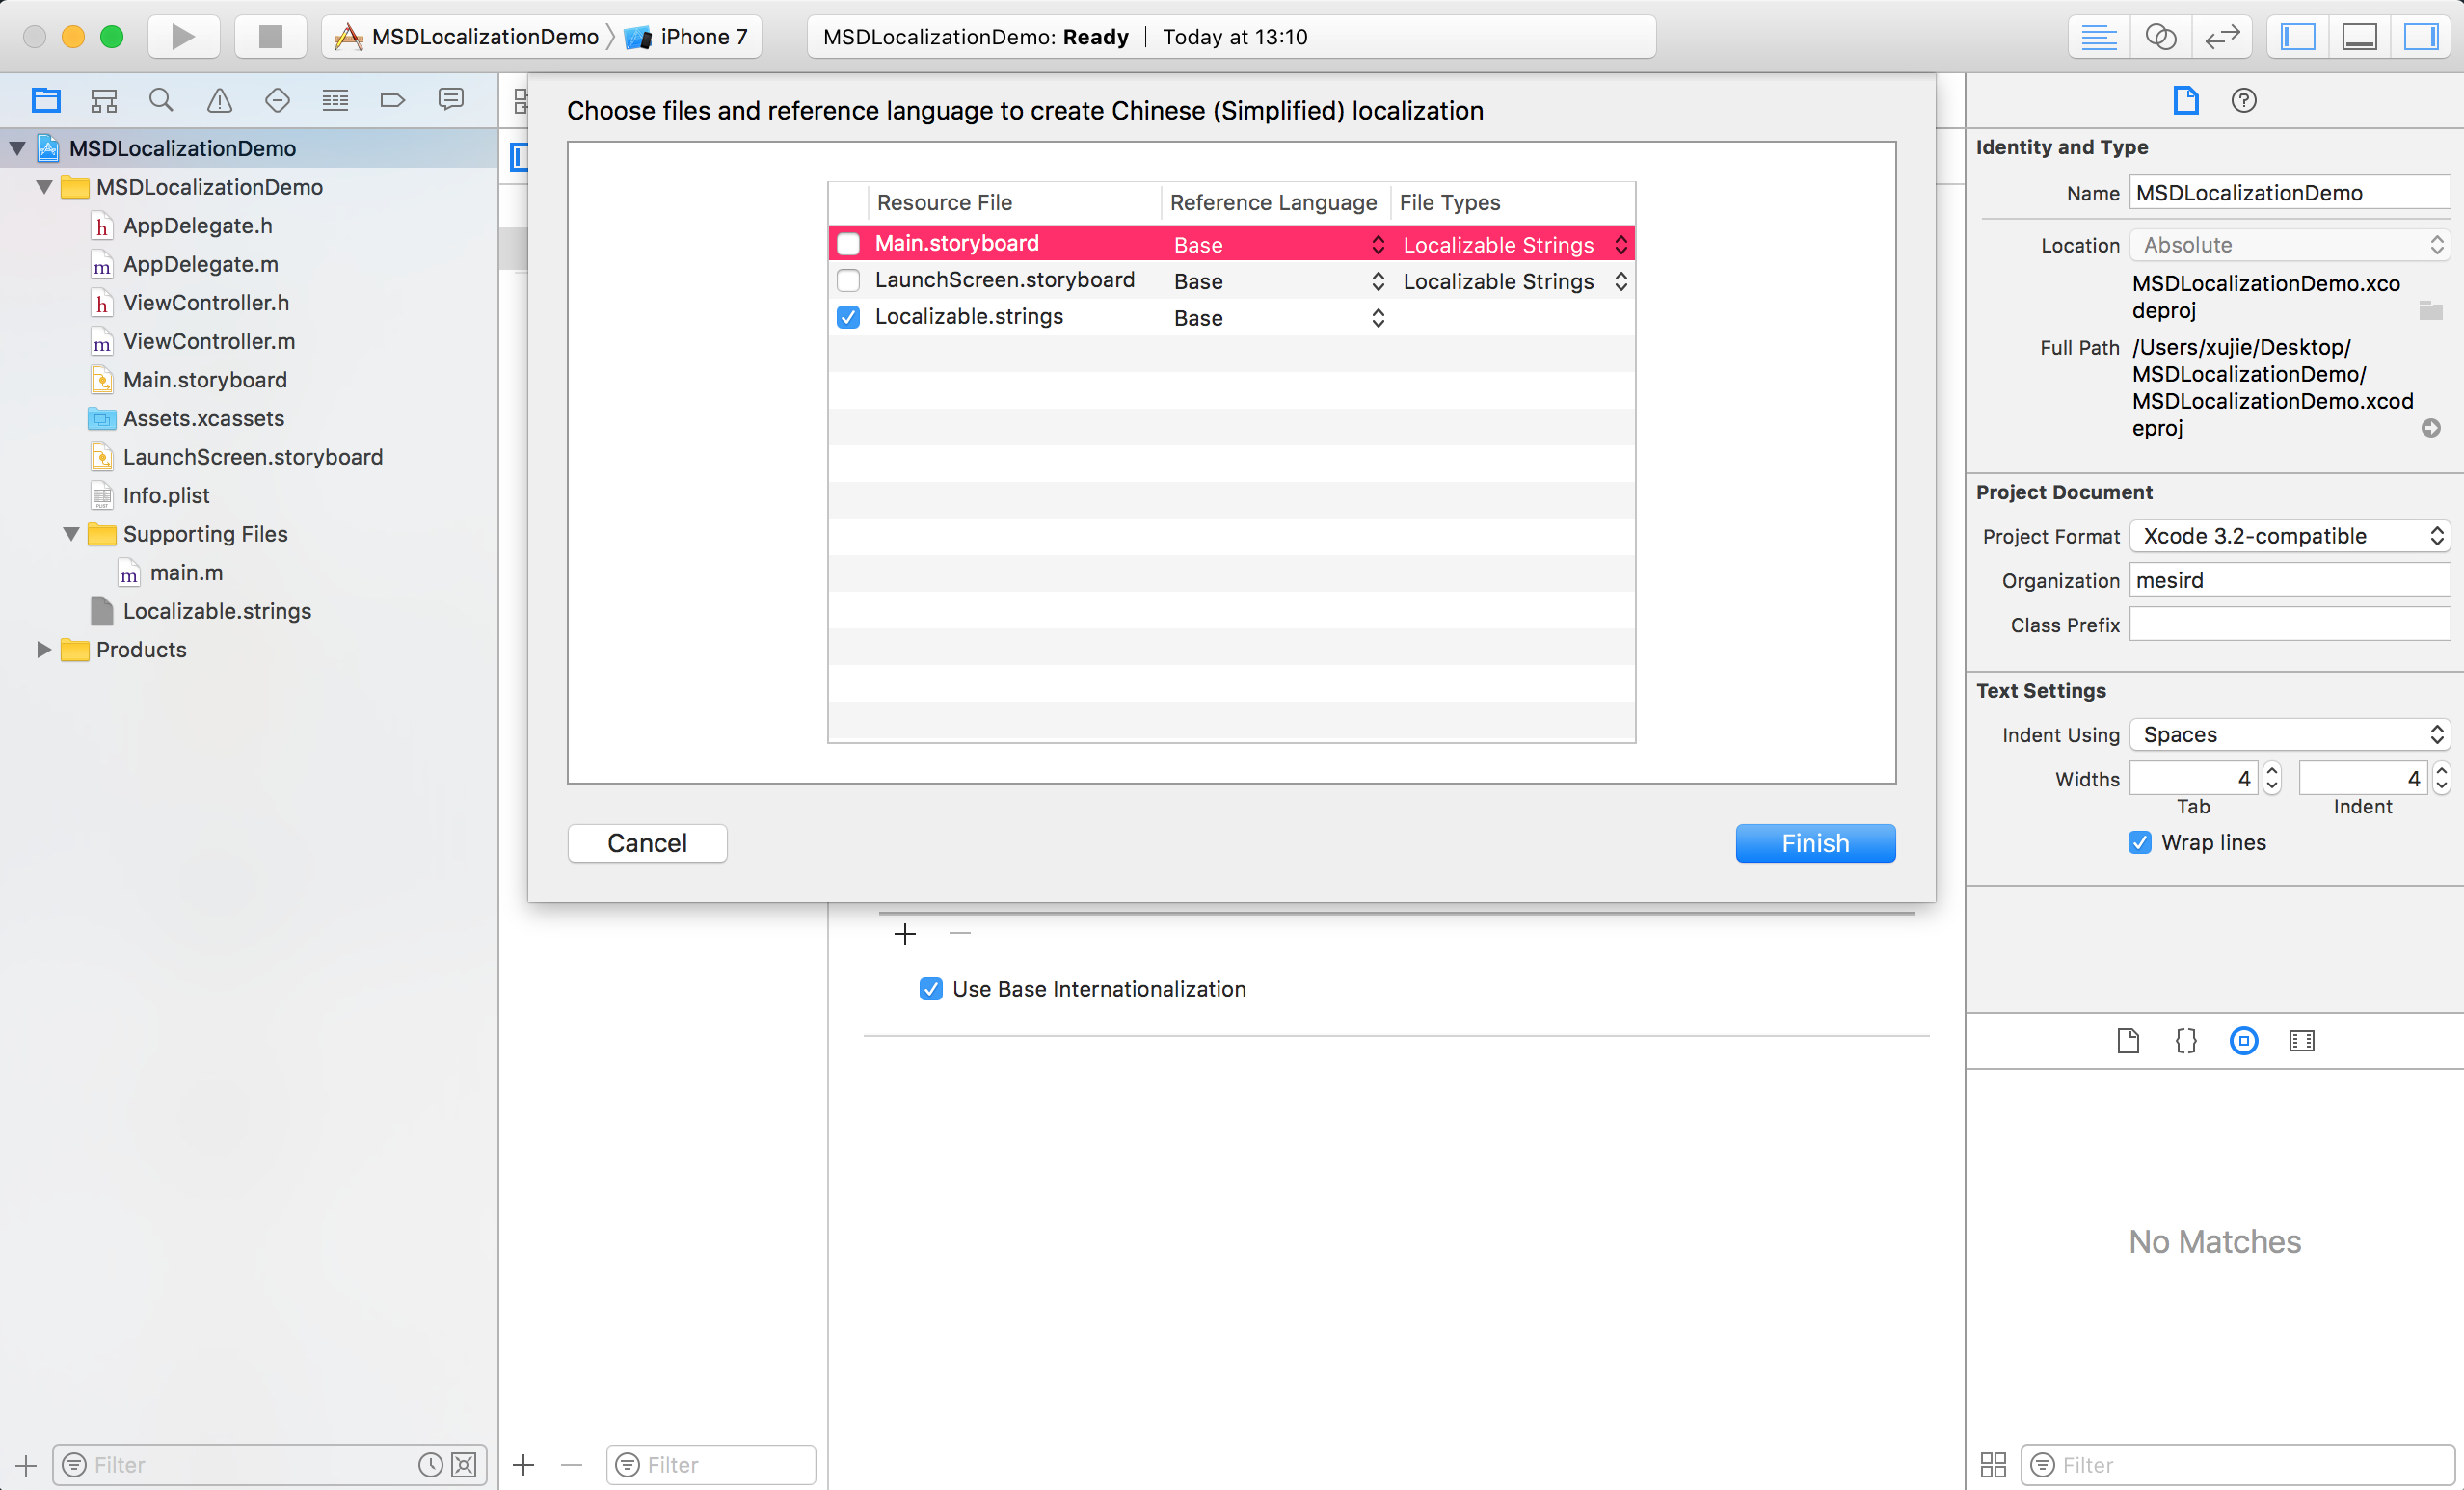 MSDLocalizationDemo
iPhone 7
MSDLocalizationDemo: Ready
Today at 13:10
MSDLocalizationDemo
MSDLocalizationDemo
AppDelegate.h
AppDelegate.m
ViewController.h
ViewController.m
Main.storyboard
Assets.xcassets
LaunchScreen.storyboard
Info.plist
Supporting Files
main.m
Localizable.strings
Products
Filter
Choose files and reference language to create Chinese (Simplified) localization
Resource File Reference Language File Types
Main.storyboard Base Localizable Strings
LaunchScreen.storyboard Base Localizable Strings
Localizable.strings Base
Cancel
Finish
Use Base Internationalization
Filter
Identity and Type
Name MSDLocalizationDemo
Location Absolute
MSDLocalizationDemo.xco
deproj
Full Path /Users/xujie/Desktop/
MSDLocalizationDemo/
MSDLocalizationDemo.xcod
eproj
Project Document
Project Format Xcode 3.2-compatible
Organization mesird
Class Prefix
Text Settings
Indent Using Spaces
Widths 4 4
Tab Indent
Wrap lines
No Matches
Filter